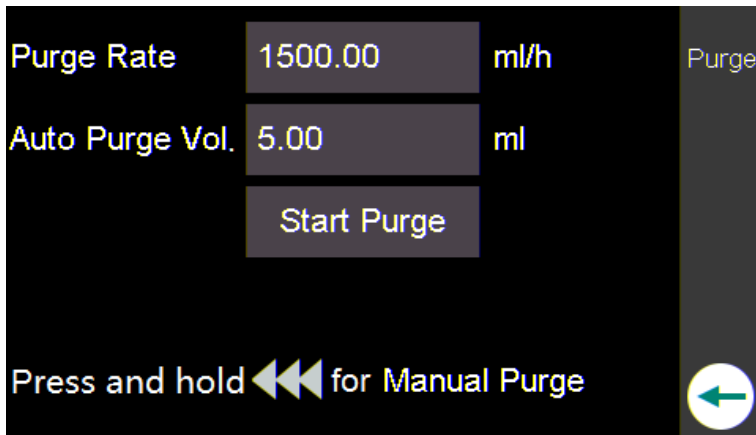 Purge Rate 1500.00 ml/h
Purge
Auto Purge Vol. 5.00 ml
Start Purge
Press and hold for Manual Purge